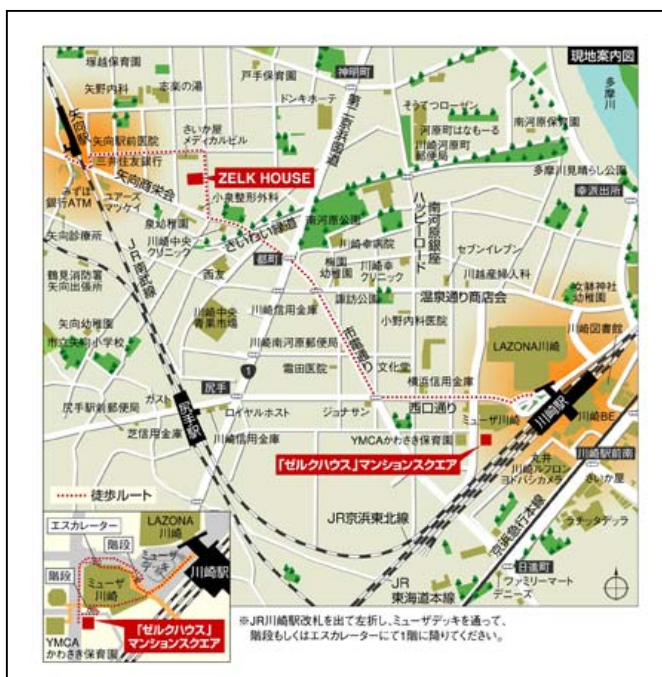 現地案内図
塚越保育園
志楽の湯
矢野内科
戸手保育園
神明町
ドンキホーテ
第二京浜国道
そうてつローゼン
河原町はなもーる
川崎河原町
郵便局
南河原保育園
多摩川
多摩川見晴らし公園
幸派出所
矢向駅
矢向駅前医院
三井住友銀行
さいか屋
メディカルビル
矢向商栄会
みずほ
銀行ATM
ユアーズ
マツケイ
ZELK HOUSE
小泉整形外科
泉幼稚園
さいわい緑道
南河原公園
ハッピーロード
南河原銀座
矢向診療所
川崎中央
クリニック
都町
川崎幸病院
セブンイレブン
JR南武線
西友
梅園
幼稚園
川崎幸
クリニック
川越産婦人科
女躰神社
幼稚園
鶴見消防署
矢向出張所
諏訪公園
温泉通り商店会
川崎中央
青果市場
川崎信用金庫
市電通り
小野内科医院
川崎図書館
矢向幼稚園
市立矢向小学校
川崎南河原郵便局
LAZONA川崎
雷田医院
文化堂
横浜信用金庫
1
ガスト
尻手
尻手駅
尻手駅前郵便局
ロイヤルホスト
ジョナサン
西口通り
ミューザ川崎
川崎駅
川崎BE
芝信用金庫
川崎信用金庫
YMCAかわさき保育園
「ゼルクハウス」マンションスクエア
丸井
川崎ルフロン
ヨドバシカメラ
川崎駅前南
さいか屋
徒歩ルート
JR京浜東北線
京浜急行本線
ラチッタデッラ
日進町
JR
東海道本線
ファミリーマート
デニーズ
エスカレーター
LAZONA
川崎
階段
ミューザデッキ
川崎駅
階段
ミューザ
川崎
「ゼルクハウス」
マンションスクエア
YMCA
かわさき保育園
※JR川崎駅改札を出て左折し、ミューザデッキを通って、
階段もしくはエスカレーターにて1階に降りてください。